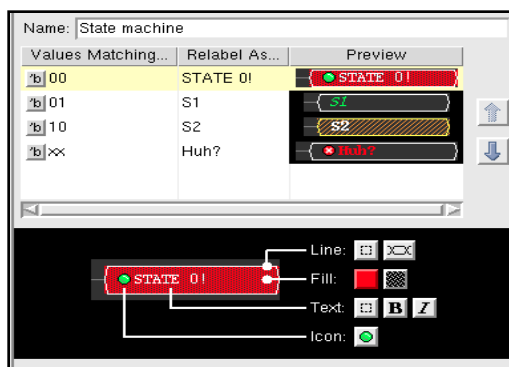 Name: State machine
Values Matching... Relabel As... Preview
'b 00 STATE 0! STATE 0!
'b 01 S1 S1
'b 10 S2 S2
'b xx Huh? Huh?
Line:
STATE 0! Fill:
Text: B I
Icon: